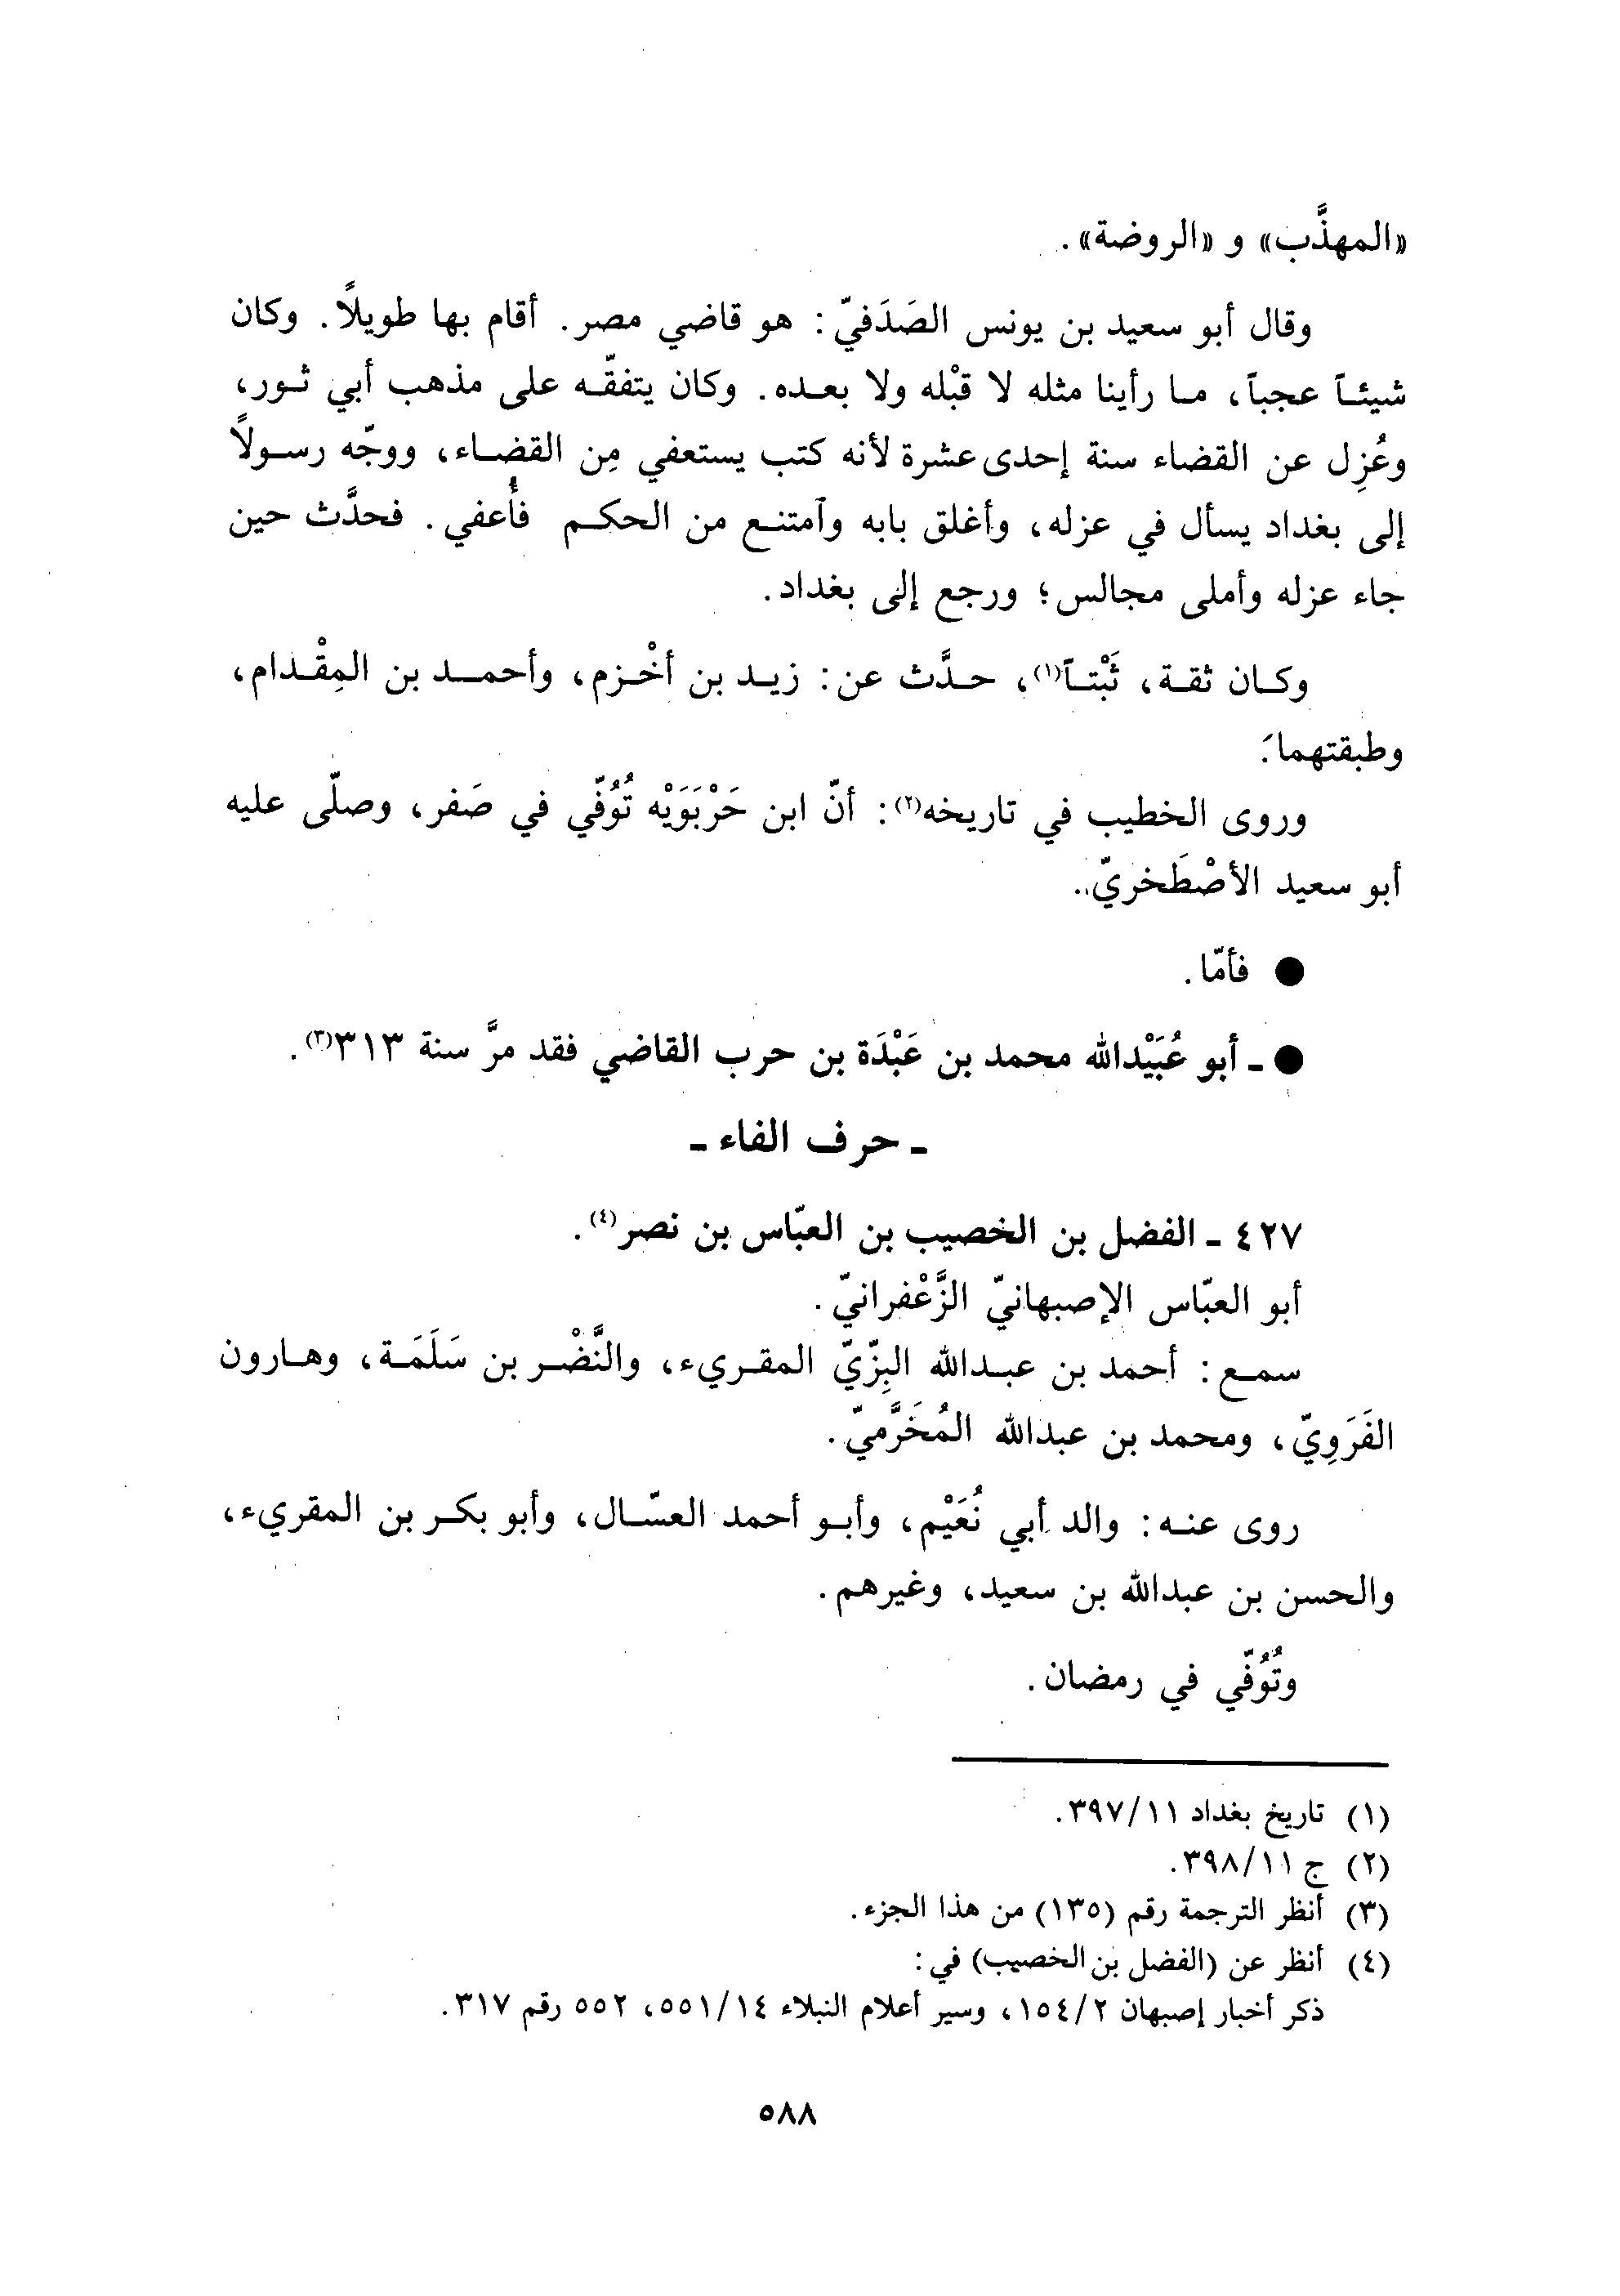 «المهذَّب» و «الروضة».
وقال أبو سعيد بن يونس الصَدَفيّ: هو قاضي مصر. أقام بها طويلاً. وكان
شيئاً عجباً، ما رأينا مثله لا قبْله ولا بعده. وكان يتفقّه على مذهب أبي ثور،
وعُزِل عن القضاء سنة إحدى عشرة لأنه كتب يستعفي مِن القضاء، ووجّه رسولاً
إلى بغداد يسأل في عزله، وأغلق بابه وآمتنع من الحكم فأُعفي. فحدَّث حين
جاء عزله وأملى مجالس؛ ورجع إلى بغداد.
وكان ثقة، ثَبْتاً(١)، حدَّث عن: زيد بن أخْزم، وأحمد بن المِقْدام،
وطبقتهما.
وروى الخطيب في تاريخه(٢): أنّ ابن حَرْبَوَيْه تُوُفّي في صَفر، وصلّى عليه
أبو سعيد الأصْطَخريّ.
● فأمّا.
● ـ أبو عُبَيْدالله محمد بن عَبْدَة بن حرب القاضي فقد مرَّ سنة ٣١٣(٣).
ـ حرف الفاء ـ
٤٢٧ ـ الفضل بن الخصيب بن العبّاس بن نصر(٤).
أبو العبّاس الإصبهانيّ الزَّعْفرانيّ.
سمع: أحمد بن عبدالله البِزّيّ المقريء، والنَّضْر بن سَلَمَة، وهارون
الفَرَوِيّ، ومحمد بن عبدالله المُخَرَّميّ.
روى عنه: والد أبي نُعَيْم، وأبو أحمد العسّال، وأبو بكر بن المقريء،
والحسن بن عبدالله بن سعيد، وغيرهم.
وتُوُفّي في رمضان.
(١) تاريخ بغداد ٣٩٧/١١.
(٢) ج ٣٩٨/١١.
(٣) أنظر الترجمة رقم (١٣٥) من هذا الجزء.
(٤) أنظر عن (الفضل بن الخصيب) في:
ذكر أخبار إصبهان ١٥٤/٢، وسير أعلام النبلاء ٥٥١/١٤، ٥٥٢ رقم ٣١٧.
٥٨٨